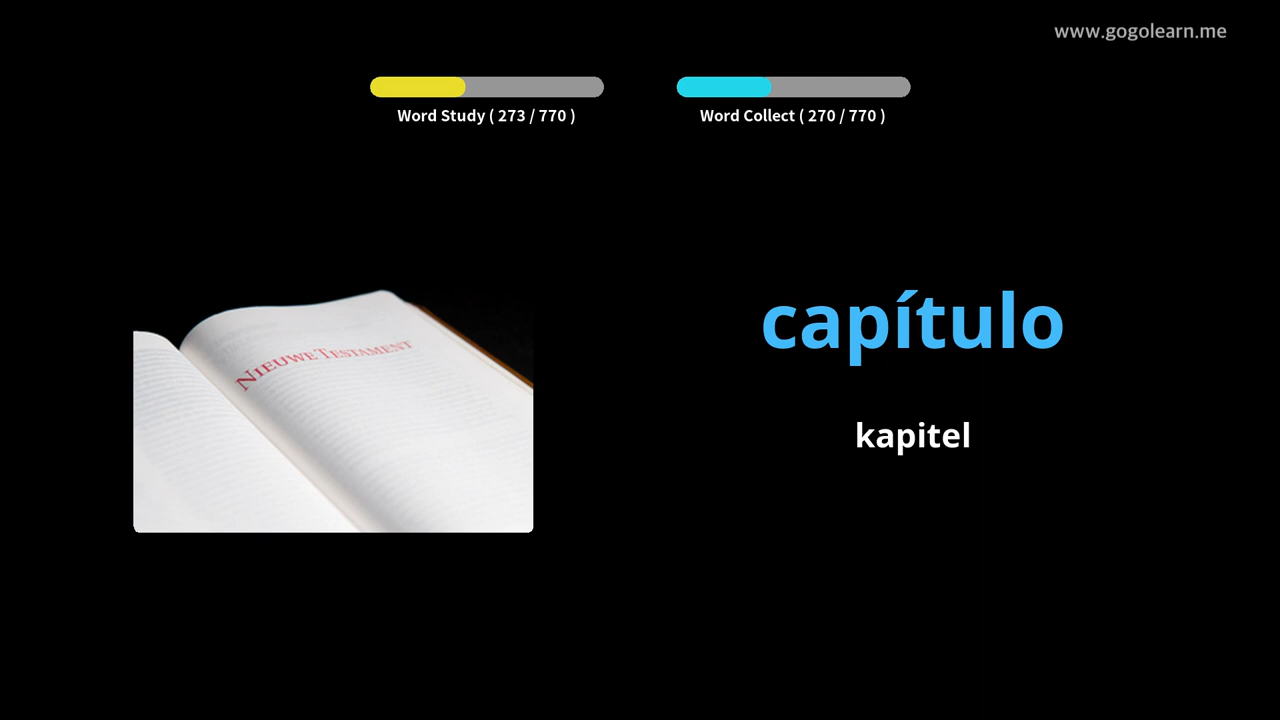 www.gogolearn.me
Word Study ( 273 / 770 )
Word Collect ( 270 / 770 )
NIEUWE TESTAMENT
capítulo
kapitel